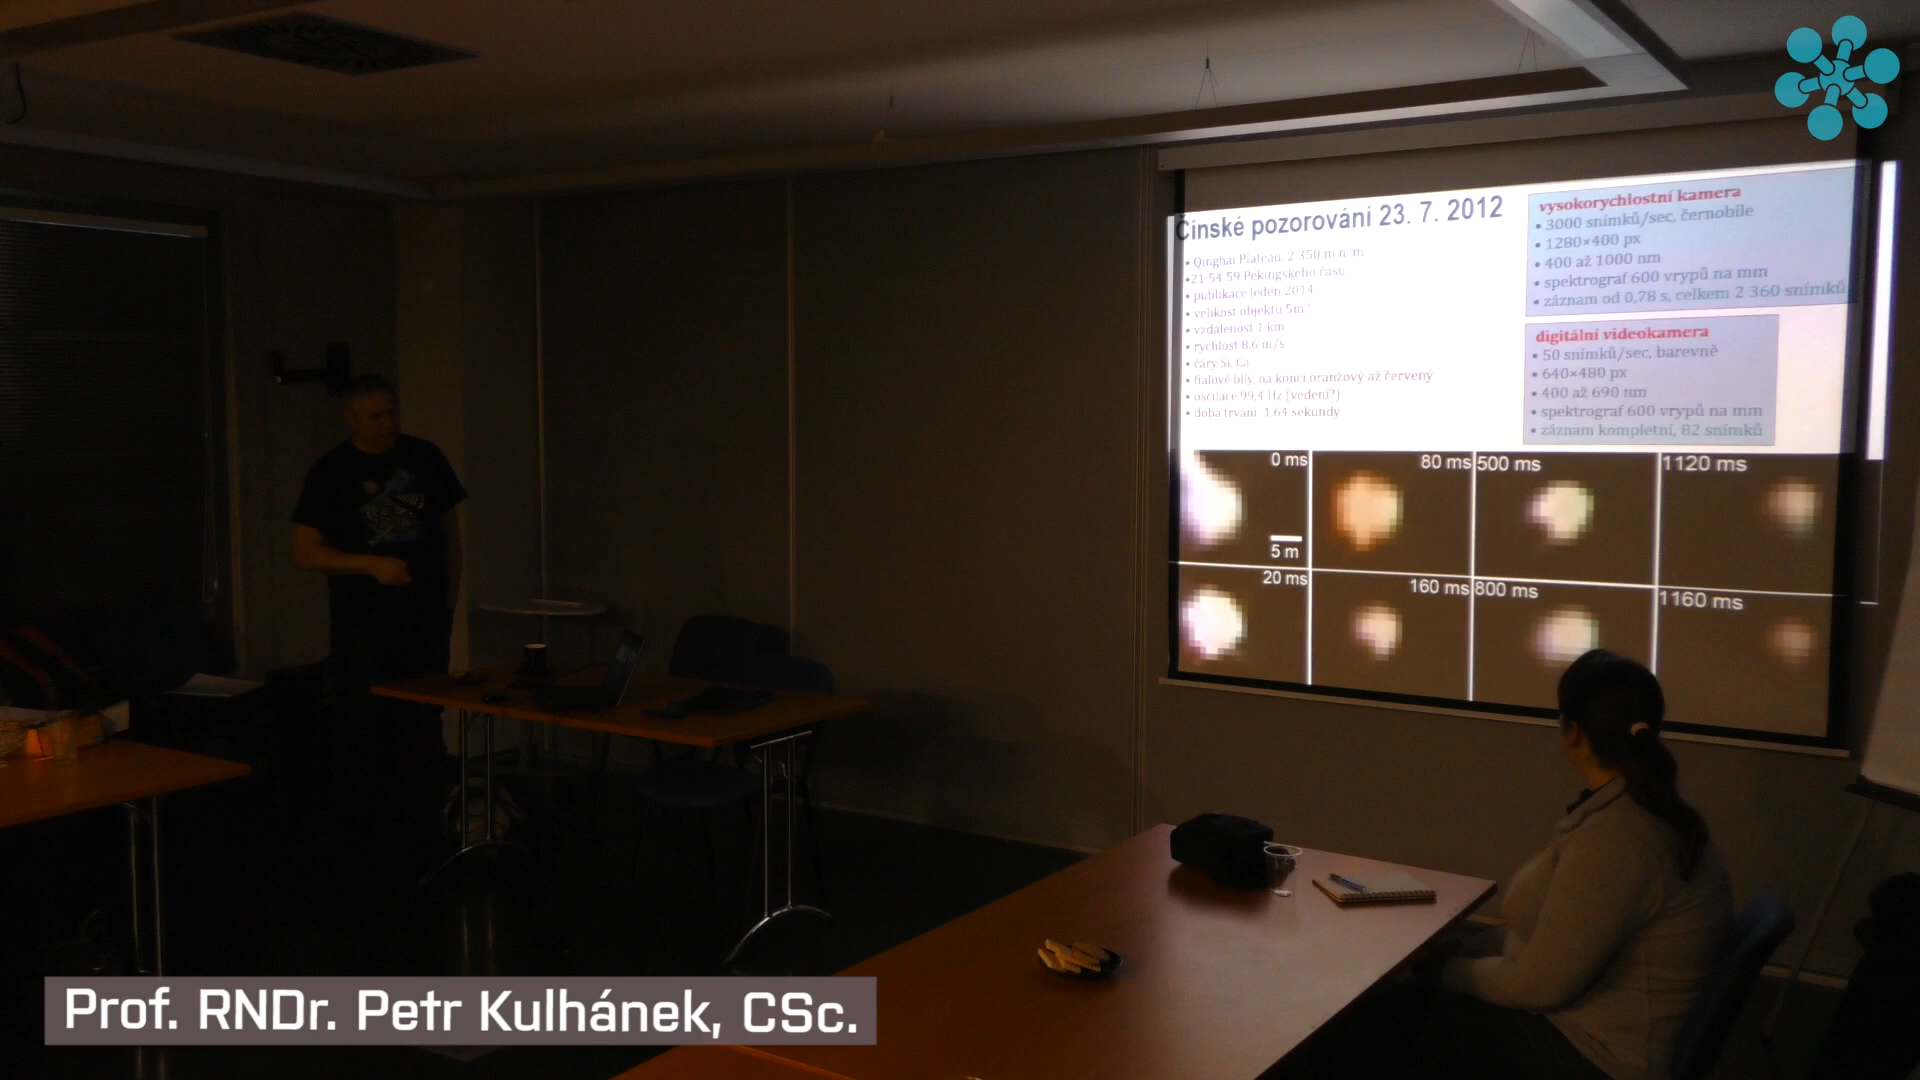 Čínské pozorování 23. 7. 2012
• Qinghai Plateau, 2 350 m n. m.
• 21:54:59 Pekingského času
• publikace leden 2014
• velikost objektu 5m?
• vzdálenost 1 km
• rychlost 8.6 m/s
• čáry Si, Ca
• fialově bílý, na konci oranžový až červený
• oscilace 99,4 Hz (vedení?)
• doba trvání 1.64 sekundy
vysokorychlostní kamera
• 3000 snímků/sec, černobíle
• 1280×400 px
• 400 až 1000 nm
• spektrograf 600 vrypů na mm
• záznam od 0,78 s, celkem 2 360 snímků
digitální videokamera
• 50 snímků/sec, barevně
• 640×480 px
• 400 až 690 nm
• spektrograf 600 vrypů na mm
• záznam kompletní, 82 snímků
0 ms
80 ms
500 ms
1120 ms
5 m
20 ms
160 ms
800 ms
1160 ms
Prof. RNDr. Petr Kulhánek, CSc.